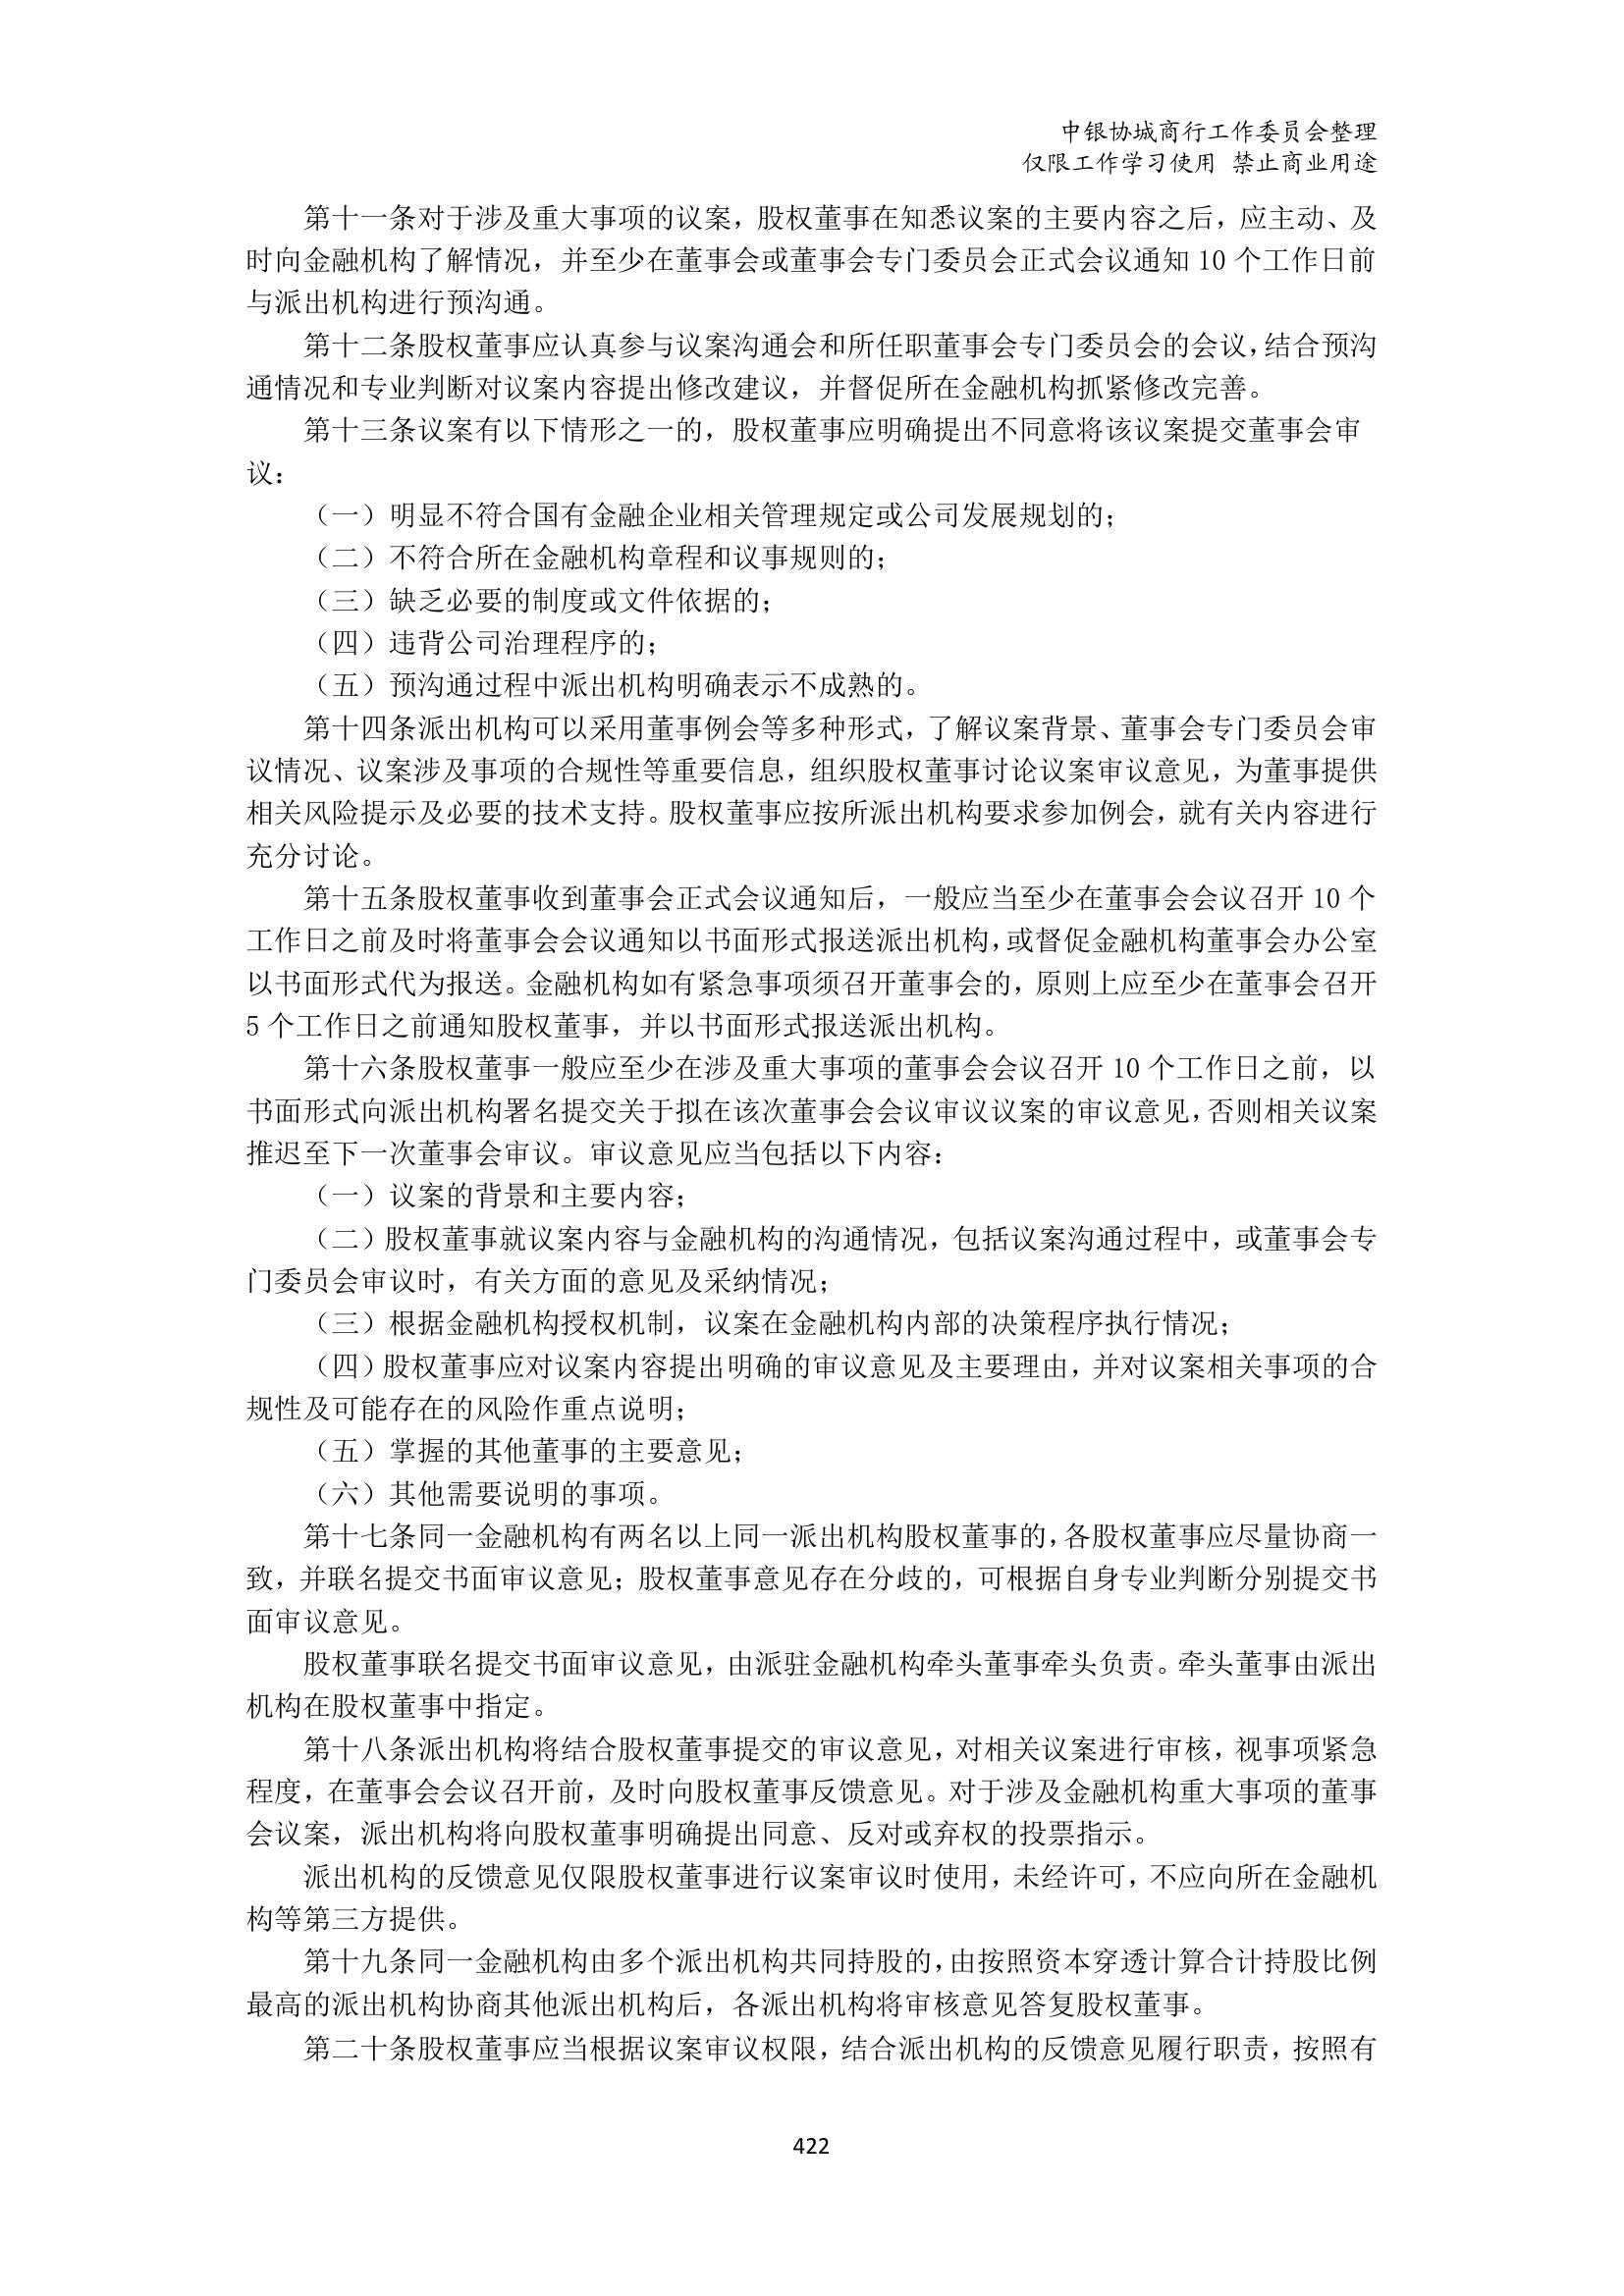 中银协城商行工作委员会整理
仅限工作学习使用 禁止商业用途
第十一条对于涉及重大事项的议案，股权董事在知悉议案的主要内容之后，应主动、及
时向金融机构了解情况，并至少在董事会或董事会专门委员会正式会议通知 10 个工作日前
与派出机构进行预沟通。
第十二条股权董事应认真参与议案沟通会和所任职董事会专门委员会的会议，结合预沟
通情况和专业判断对议案内容提出修改建议，并督促所在金融机构抓紧修改完善。
第十三条议案有以下情形之一的，股权董事应明确提出不同意将该议案提交董事会审
议：
（一）明显不符合国有金融企业相关管理规定或公司发展规划的；
（二）不符合所在金融机构章程和议事规则的；
（三）缺乏必要的制度或文件依据的；
（四）违背公司治理程序的；
（五）预沟通过程中派出机构明确表示不成熟的。
第十四条派出机构可以采用董事例会等多种形式，了解议案背景、董事会专门委员会审
议情况、议案涉及事项的合规性等重要信息，组织股权董事讨论议案审议意见，为董事提供
相关风险提示及必要的技术支持。股权董事应按所派出机构要求参加例会，就有关内容进行
充分讨论。
第十五条股权董事收到董事会正式会议通知后，一般应当至少在董事会会议召开 10 个
工作日之前及时将董事会会议通知以书面形式报送派出机构，或督促金融机构董事会办公室
以书面形式代为报送。金融机构如有紧急事项须召开董事会的，原则上应至少在董事会召开
5 个工作日之前通知股权董事，并以书面形式报送派出机构。
第十六条股权董事一般应至少在涉及重大事项的董事会会议召开 10 个工作日之前，以
书面形式向派出机构署名提交关于拟在该次董事会会议审议议案的审议意见，否则相关议案
推迟至下一次董事会审议。审议意见应当包括以下内容：
（一）议案的背景和主要内容；
（二）股权董事就议案内容与金融机构的沟通情况，包括议案沟通过程中，或董事会专
门委员会审议时，有关方面的意见及采纳情况；
（三）根据金融机构授权机制，议案在金融机构内部的决策程序执行情况；
（四）股权董事应对议案内容提出明确的审议意见及主要理由，并对议案相关事项的合
规性及可能存在的风险作重点说明；
（五）掌握的其他董事的主要意见；
（六）其他需要说明的事项。
第十七条同一金融机构有两名以上同一派出机构股权董事的，各股权董事应尽量协商一
致，并联名提交书面审议意见；股权董事意见存在分歧的，可根据自身专业判断分别提交书
面审议意见。
股权董事联名提交书面审议意见，由派驻金融机构牵头董事牵头负责。牵头董事由派出
机构在股权董事中指定。
第十八条派出机构将结合股权董事提交的审议意见，对相关议案进行审核，视事项紧急
程度，在董事会会议召开前，及时向股权董事反馈意见。对于涉及金融机构重大事项的董事
会议案，派出机构将向股权董事明确提出同意、反对或弃权的投票指示。
派出机构的反馈意见仅限股权董事进行议案审议时使用，未经许可，不应向所在金融机
构等第三方提供。
第十九条同一金融机构由多个派出机构共同持股的，由按照资本穿透计算合计持股比例
最高的派出机构协商其他派出机构后，各派出机构将审核意见答复股权董事。
第二十条股权董事应当根据议案审议权限，结合派出机构的反馈意见履行职责，按照有
422